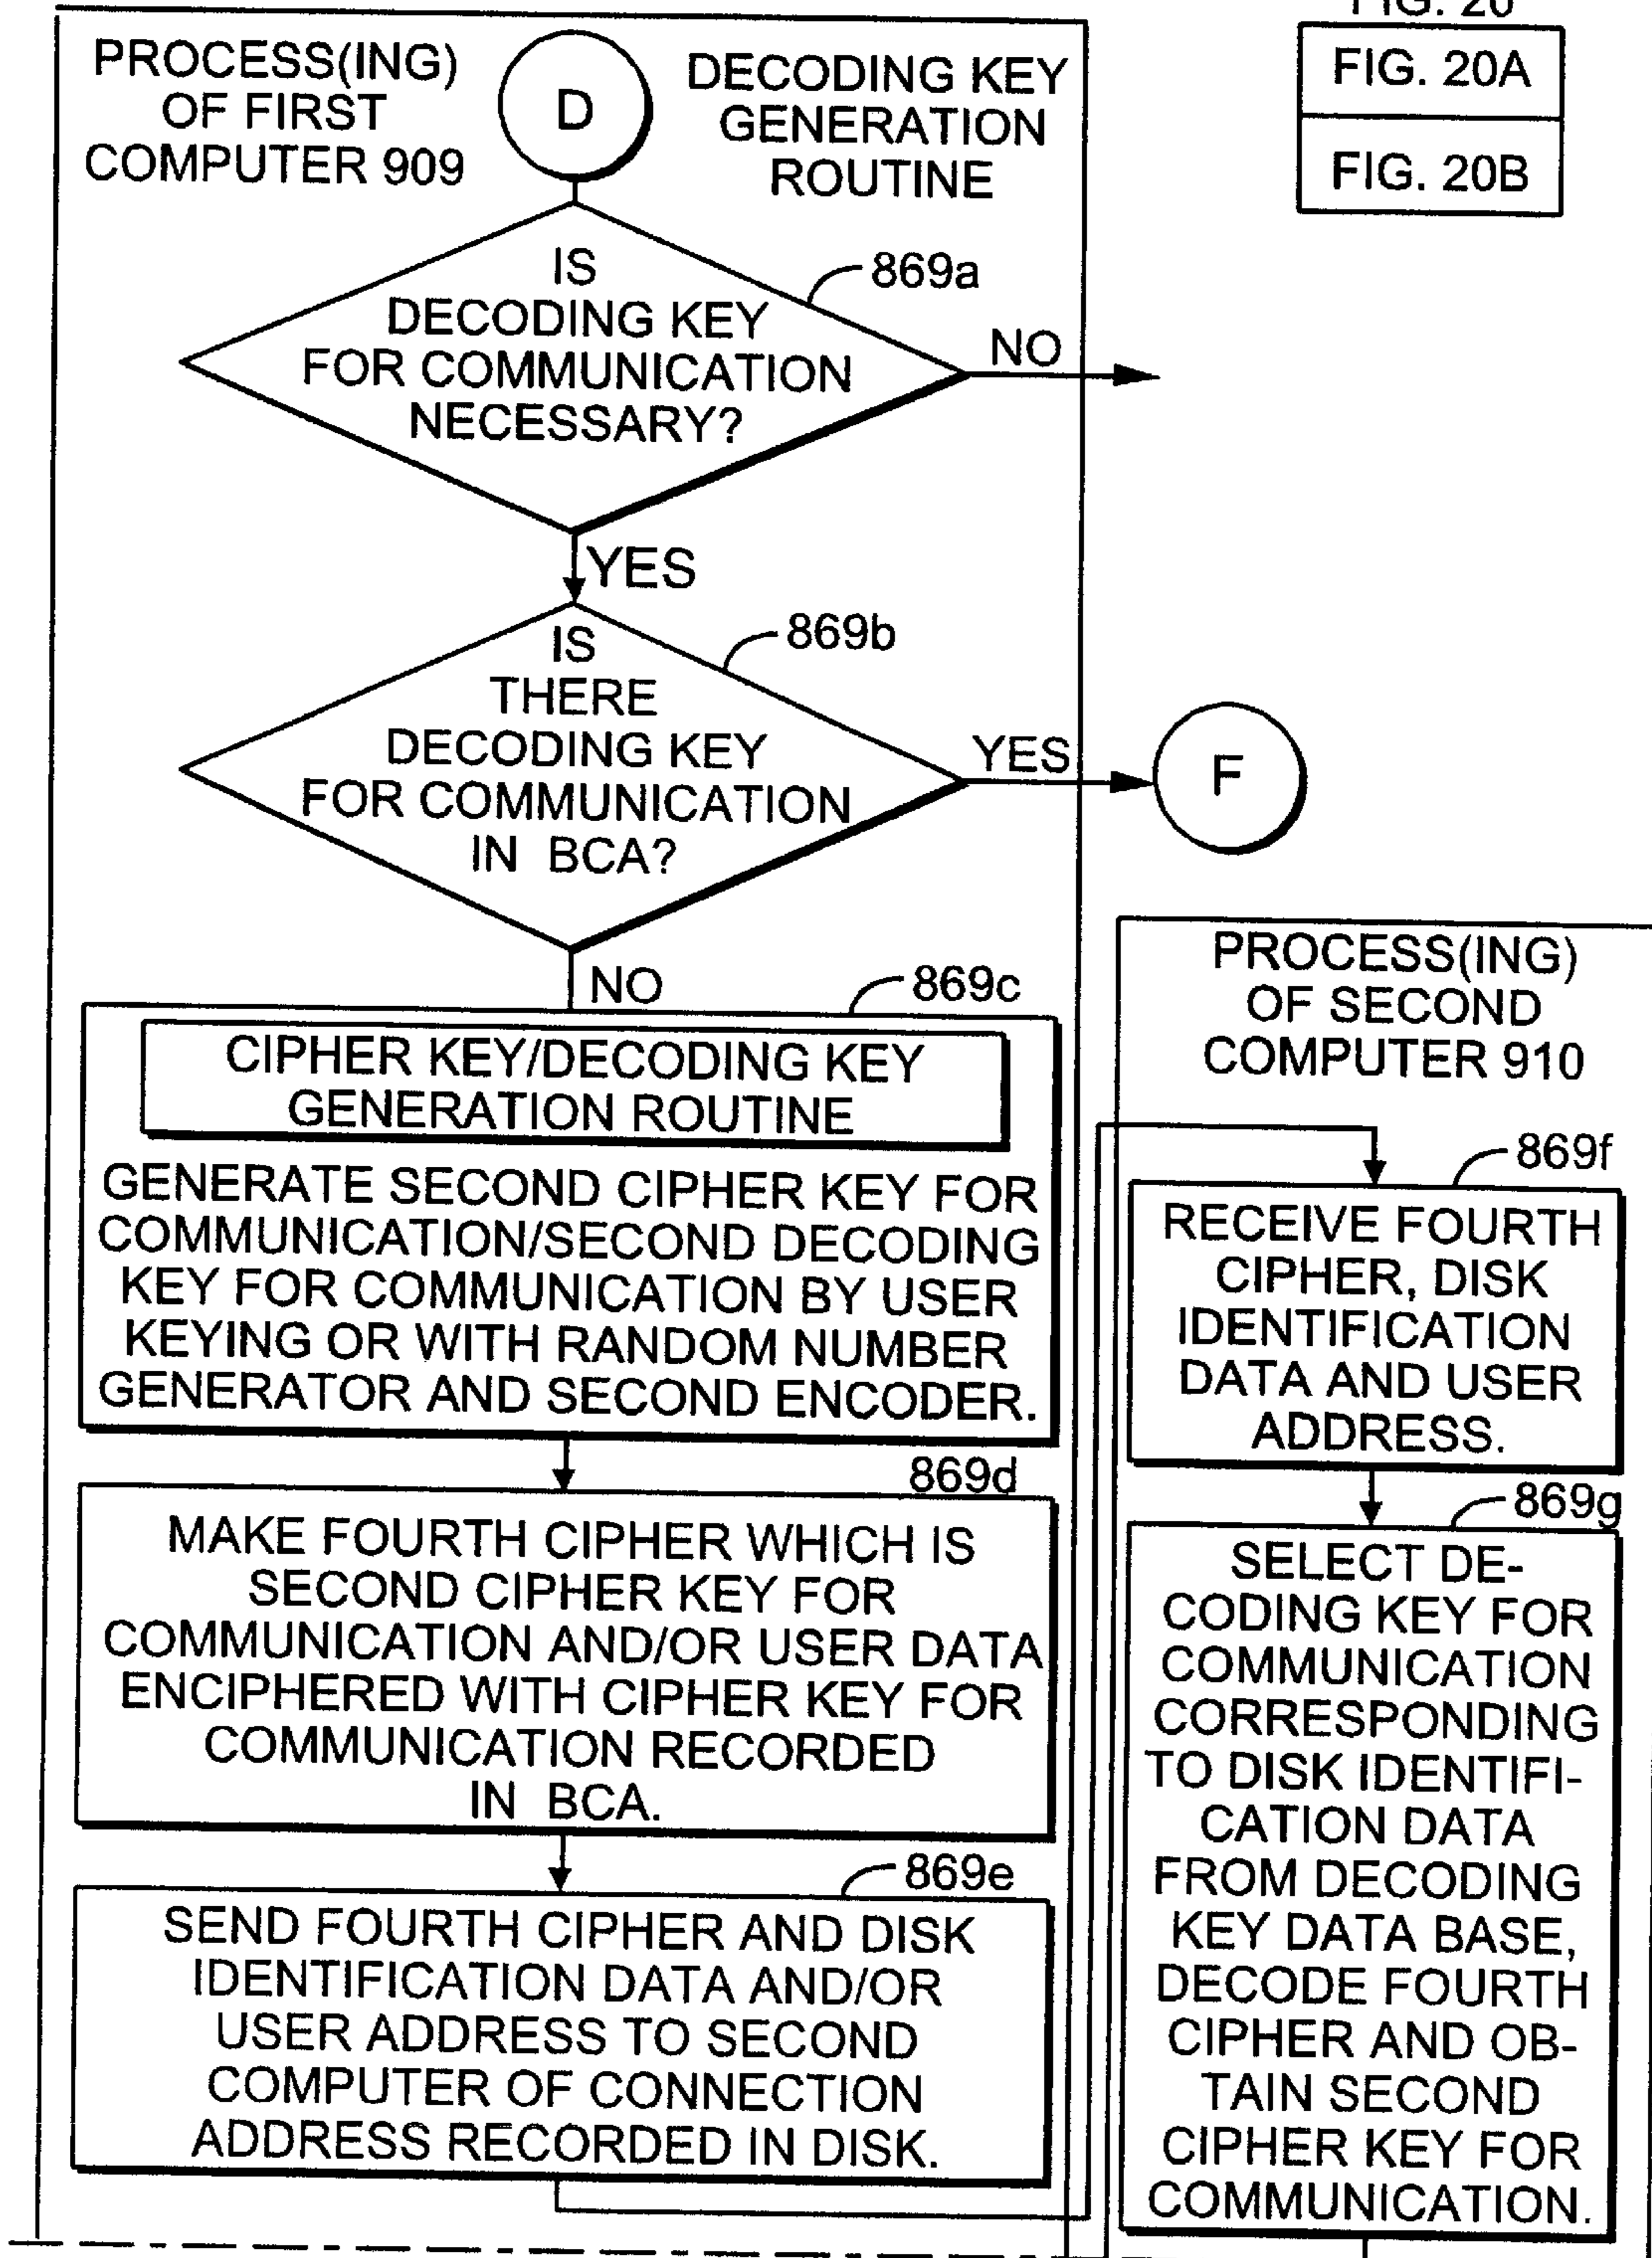 FIG. 20
FIG. 20A
FIG. 20B
PROCESS(ING)
OF FIRST
COMPUTER 909
D
DECODING KEY
GENERATION
ROUTINE
IS
DECODING KEY
FOR COMMUNICATION
NECESSARY?
869a
NO
YES
IS
THERE
DECODING KEY
FOR COMMUNICATION
IN BCA?
869b
YES
F
NO
869c
CIPHER KEY/DECODING KEY
GENERATION ROUTINE
GENERATE SECOND CIPHER KEY FOR
COMMUNICATION/SECOND DECODING
KEY FOR COMMUNICATION BY USER
KEYING OR WITH RANDOM NUMBER
GENERATOR AND SECOND ENCODER.
869d
MAKE FOURTH CIPHER WHICH IS
SECOND CIPHER KEY FOR
COMMUNICATION AND/OR USER DATA
ENCIPHERED WITH CIPHER KEY FOR
COMMUNICATION RECORDED
IN BCA.
869e
SEND FOURTH CIPHER AND DISK
IDENTIFICATION DATA AND/OR
USER ADDRESS TO SECOND
COMPUTER OF CONNECTION
ADDRESS RECORDED IN DISK.
PROCESS(ING)
OF SECOND
COMPUTER 910
869f
RECEIVE FOURTH
CIPHER, DISK
IDENTIFICATION
DATA AND USER
ADDRESS.
869g
SELECT DE-
CODING KEY FOR
COMMUNICATION
CORRESPONDING
TO DISK IDENTIFI-
CATION DATA
FROM DECODING
KEY DATA BASE,
DECODE FOURTH
CIPHER AND OB-
TAIN SECOND
CIPHER KEY FOR
COMMUNICATION.